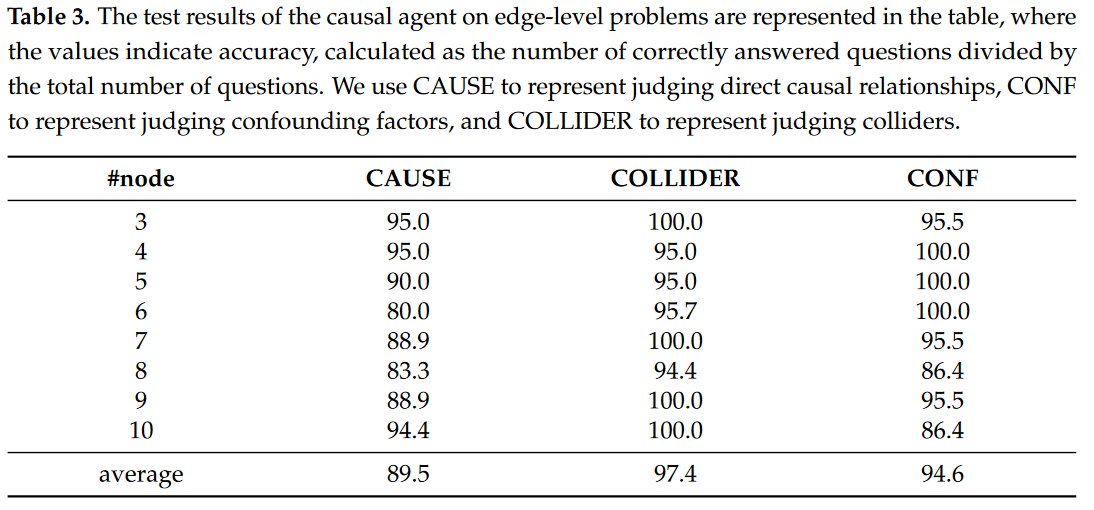 Table 3. The test results of the causal agent on edge-level problems are represented in the table, where
the values indicate accuracy, calculated as the number of correctly answered questions divided by
the total number of questions. We use CAUSE to represent judging direct causal relationships, CONF
to represent judging confounding factors, and COLLIDER to represent judging colliders.
#node CAUSE COLLIDER CONF
3 95.0 100.0 95.5
4 95.0 95.0 100.0
5 90.0 95.0 100.0
6 80.0 95.7 100.0
7 88.9 100.0 95.5
8 83.3 94.4 86.4
9 88.9 100.0 95.5
10 94.4 100.0 86.4
average 89.5 97.4 94.6